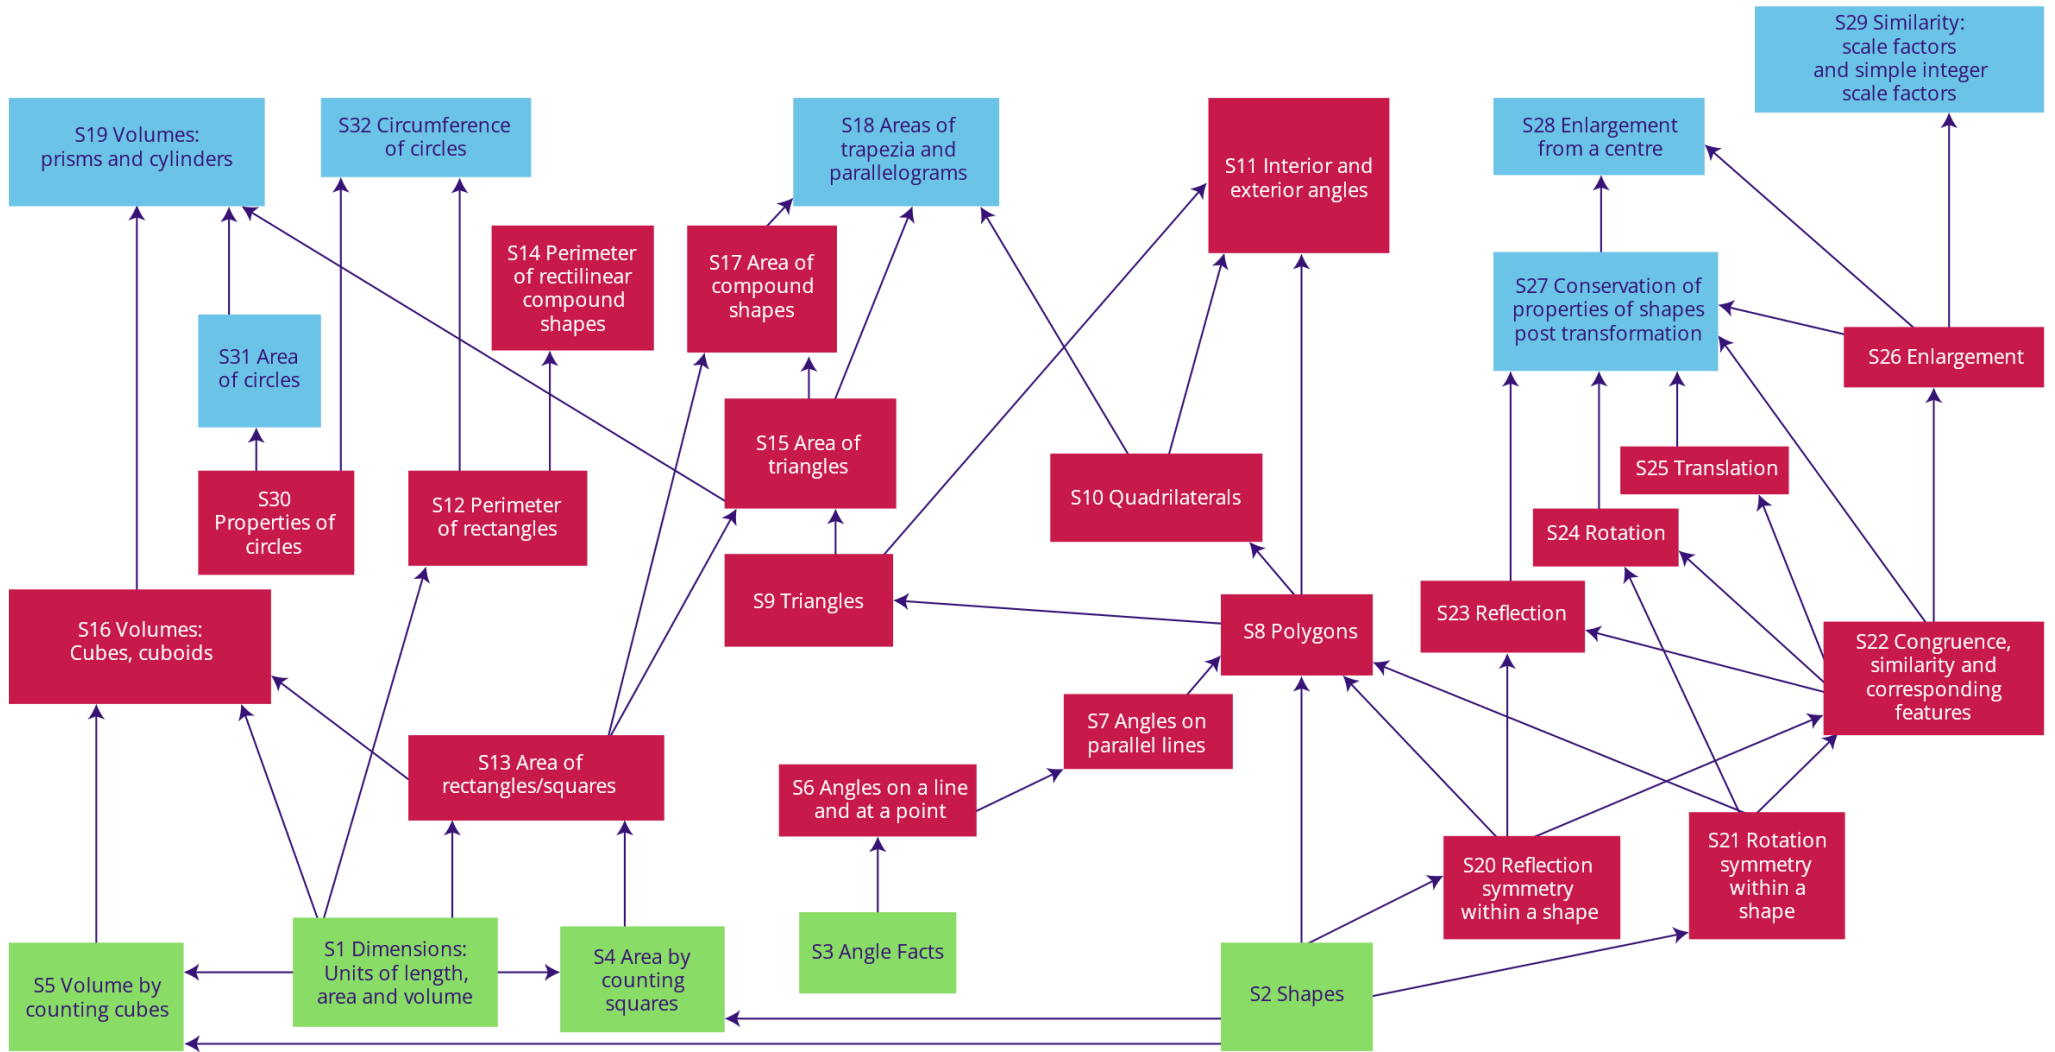 S29 Similarity:
scale factors
and simple integer
scale factors
S19 Volumes:
prisms and cylinders
S32 Circumference
of circles
S18 Areas of
trapezia and
parallelograms
S11 Interior and
exterior angles
S28 Enlargement
from a centre
S14 Perimeter
of rectilinear
compound
shapes
S17 Area of
compound
shapes
S27 Conservation of
properties of shapes
post transformation
S31 Area
of circles
S26 Enlargement
S15 Area of
triangles
S30
Properties of
circles
S12 Perimeter
of rectangles
S10 Quadrilaterals
S25 Translation
S24 Rotation
S9 Triangles
S23 Reflection
S16 Volumes:
Cubes, cuboids
S8 Polygons
S22 Congruence,
similarity and
corresponding
features
S7 Angles on
parallel lines
S13 Area of
rectangles/squares
S6 Angles on a line
and at a point
S20 Reflection
symmetry
within a shape
S21 Rotation
symmetry
within a
shape
S5 Volume by
counting cubes
S1 Dimensions:
Units of length,
area and volume
S4 Area by
counting
squares
S3 Angle Facts
S2 Shapes